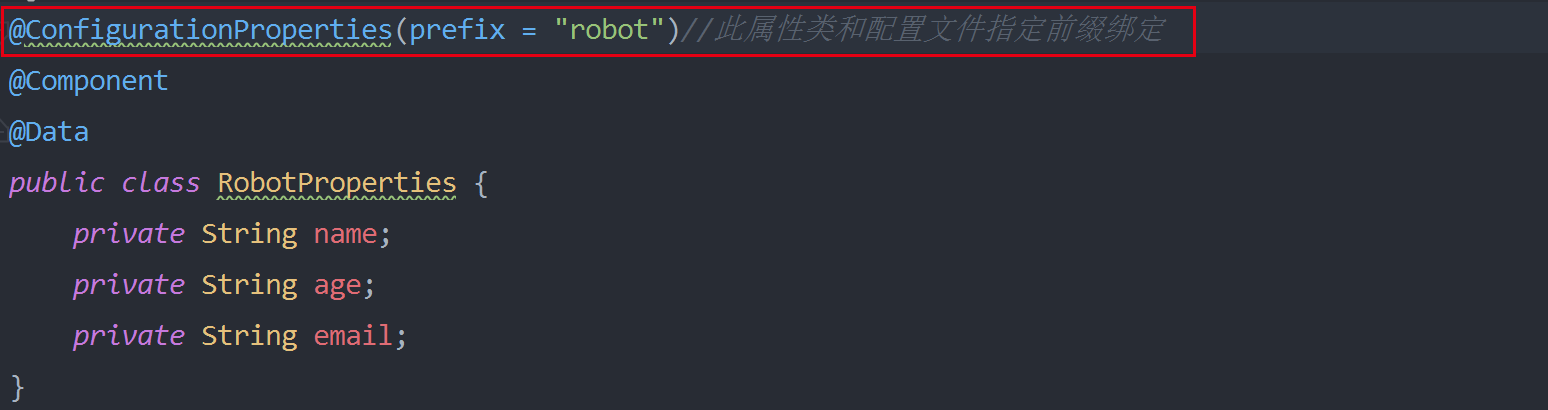 @ConfigurationProperties(prefix = "robot")//此属性类和配置文件指定前缀绑定
@Component
@Data
public class RobotProperties {
    private String name;
    private String age;
    private String email;
}